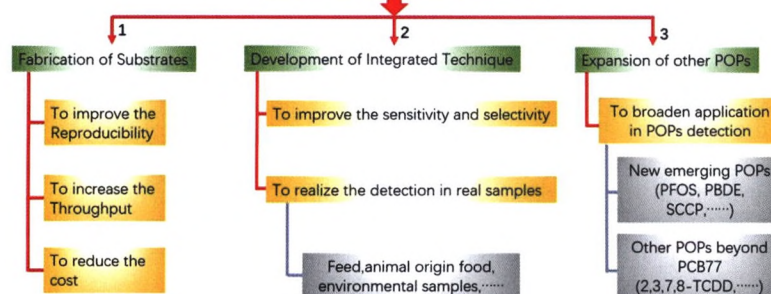 1
Fabrication of Substrates
To improve the
Reproducibility
To increase the
Throughput
To reduce the
cost
2
Development of Integrated Technique
To improve the sensitivity and selectivity
To realize the detection in real samples
Feed,animal origin food,
environmental samples,······
3
Expansion of other POPs
To broaden application
in POPs detection
New emerging POPs
(PFOS, PBDE,
SCCP,······)
Other POPs beyond
PCB77
(2,3,7,8-TCDD,······)